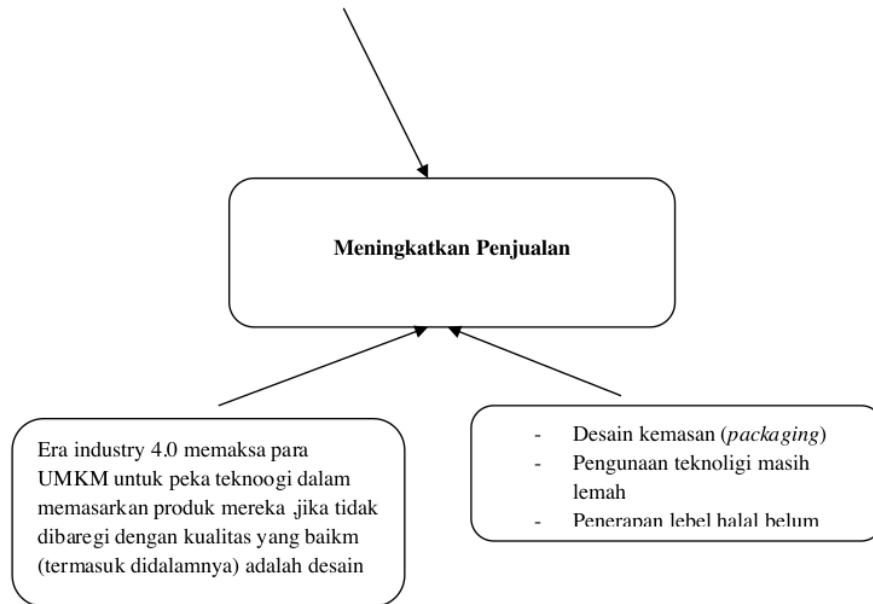 Meningkatkan Penjualan
Era industry 4.0 memaksa para
UMKM untuk peka teknoogi dalam
memasarkan produk mereka ,jika tidak
dibaregi dengan kualitas yang baikm
(termasuk didalamnya) adalah desain
- Desain kemasan (packaging)
- Pengunaan teknoligi masih
lemah
- Penerapan lebel halal belum